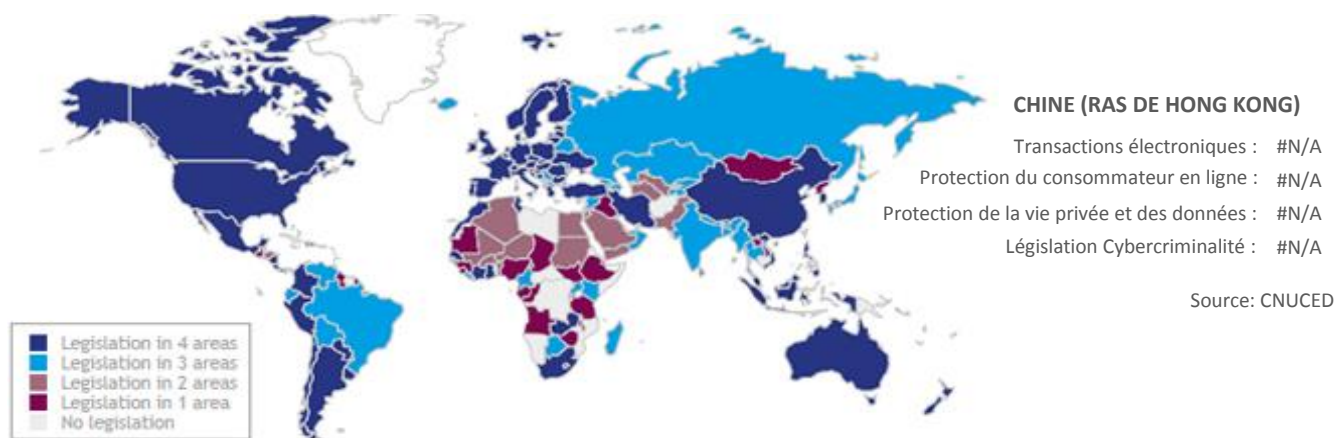 CHINE (RAS DE HONG KONG)
Transactions électroniques : #N/A
Protection du consommateur en ligne : #N/A
Protection de la vie privée et des données : #N/A
Législation Cybercriminalité : #N/A
Source: CNUCED
Legislation in 4 areas
Legislation in 3 areas
Legislation in 2 areas
Legislation in 1 area
No legislation